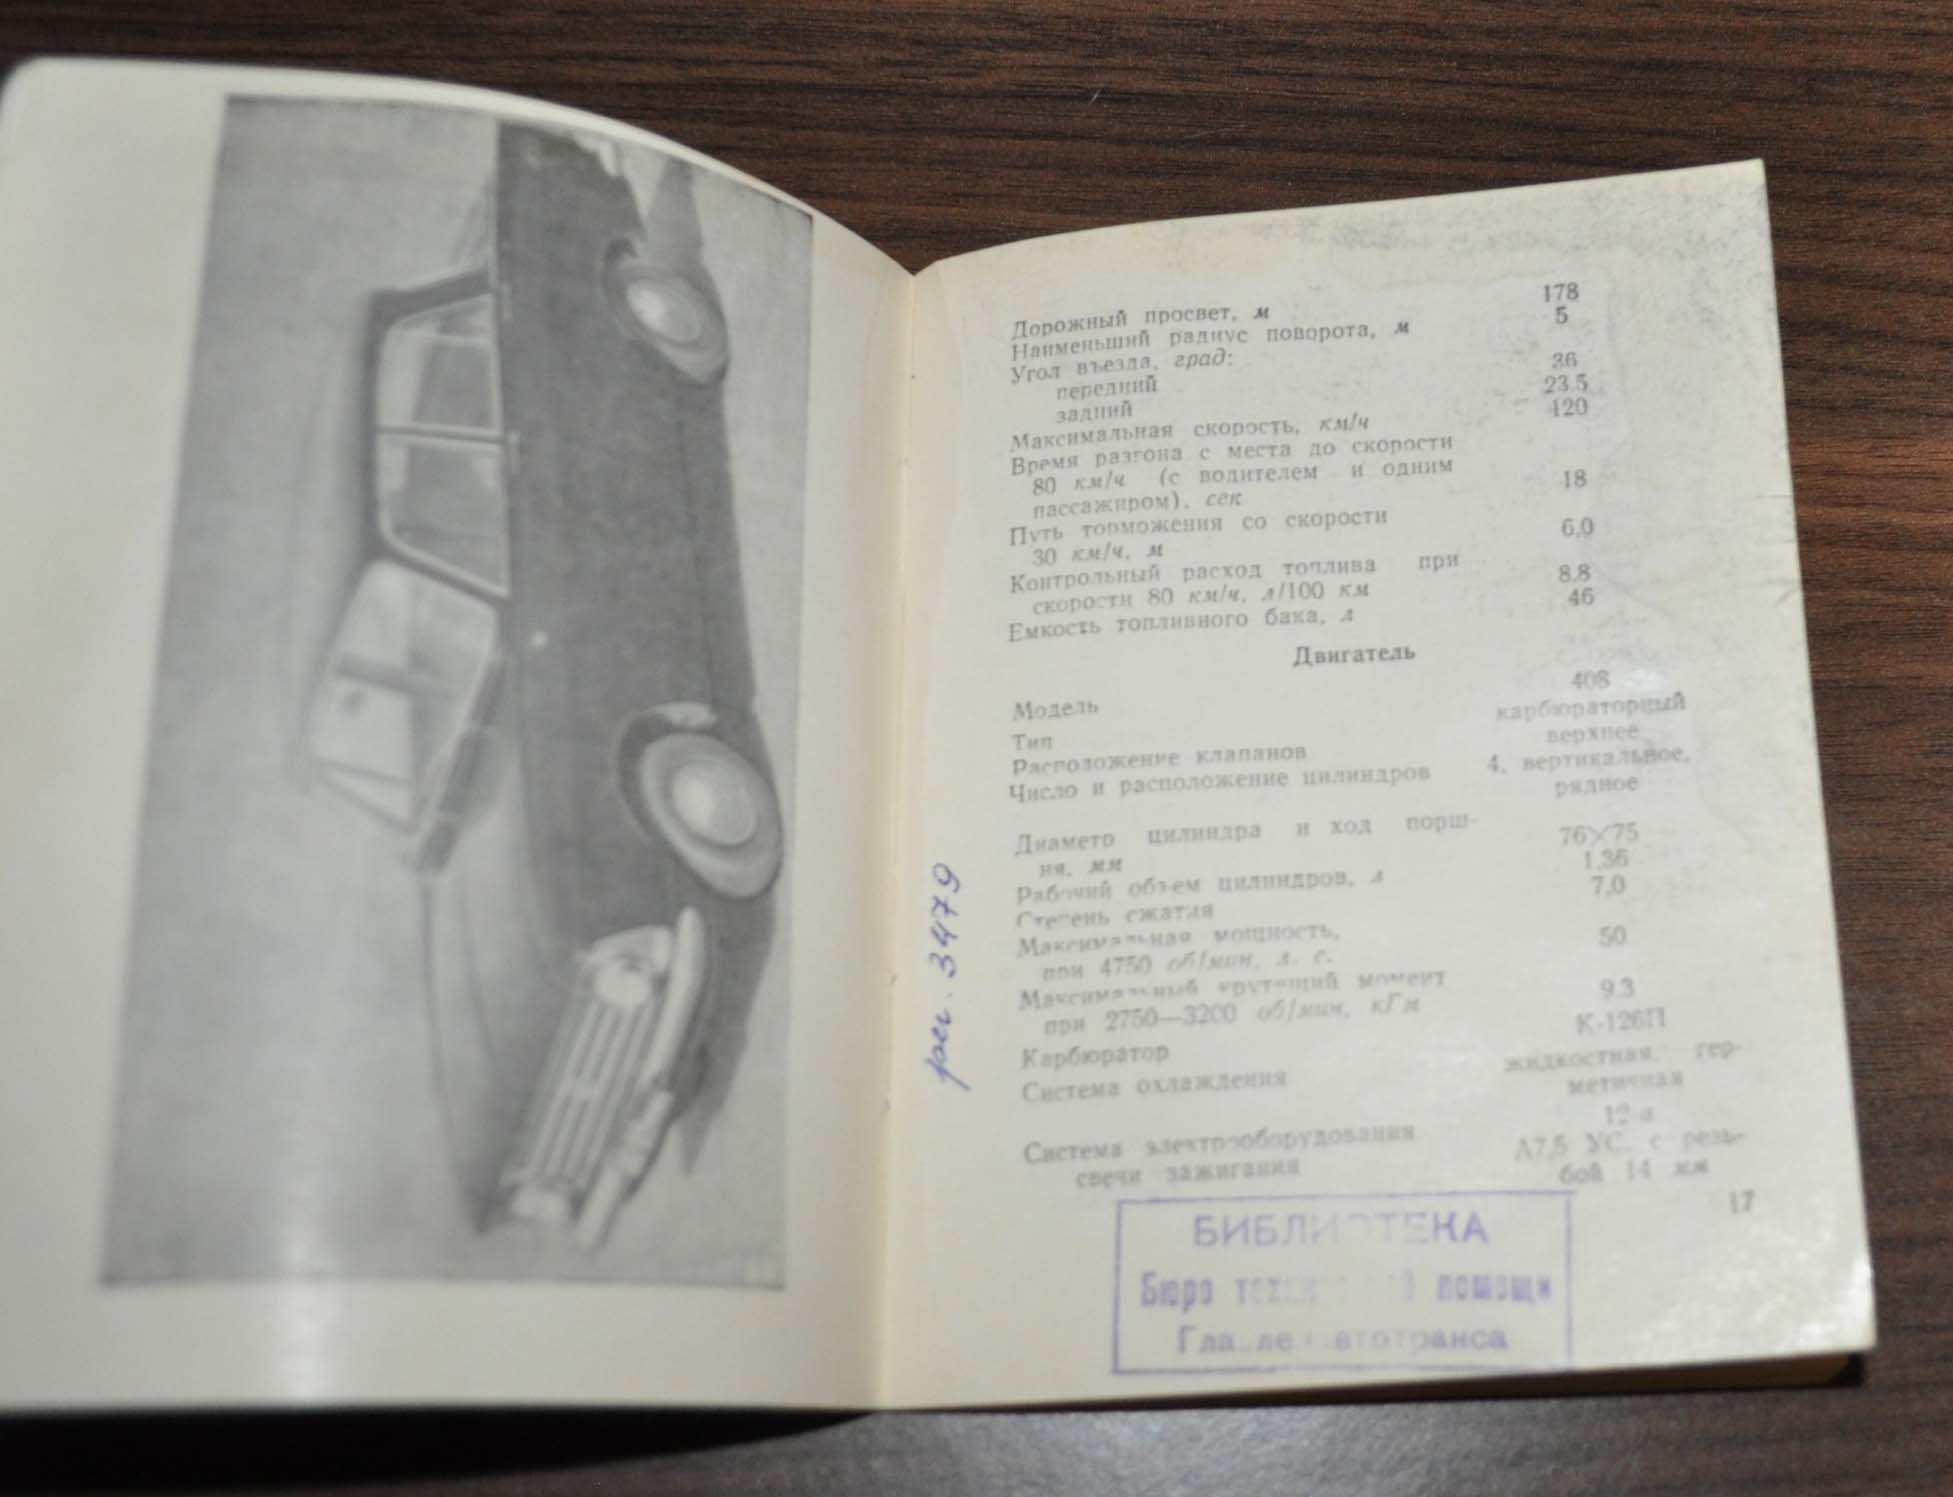 Дорожный просвет, м 178
Наименьший радиус поворота, м 5
Угол въезда, град:
передний 36
задний 23.5
Максимальная скорость, км/ч 120
Время разгона с места до скорости
80 км/ч (с водителем и одним
пассажиром), сек 18
Путь торможения со скорости
30 км/ч, м 6,0
Контрольный расход топлива при
скорости 80 км/ч, л/100 км 8.8
Емкость топливного бака, л 46
Двигатель
Модель 408
Тип карбюраторный
Расположение клапанов верхнее
Число и расположение цилиндров 4, вертикальное,
рядное
Диаметр цилиндра и ход порш-
ня, мм 76×75
Рабочий объем цилиндров, л 1,36
Степень сжатия 7,0
Максимальная мощность,
при 4750 об/мин, л. с. 50
Максимальный крутящий момент
при 2750—3200 об/мин, кГм 9.3
Карбюратор К-126П
Система охлаждения жидкостная, гер-
метичная
Система электрооборудования 12-в
свечи зажигания А7,5 УС, с резь-
бой 14 мм
17
3479
БИБЛИОТЕКА
Бюро технической помощи